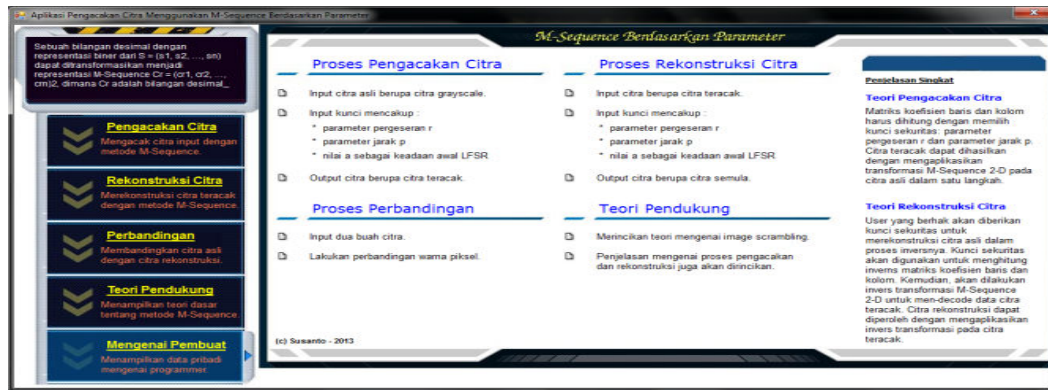 Aplikasi Pengacakan Citra Menggunakan M-Sequence Berdasarkan Parameter
Sebuah bilangan desimal dengan
representasi biner dari S = (s1, s2, ..., sn)
dapat ditransformasikan menjadi
representasi M-Sequence Cr = (cr1, cr2, ...,
crn)2, dimana Cr adalah bilangan desimal_
Pengacakan Citra
Mengacak citra input dengan
metode M-Sequence.
Rekonstruksi Citra
Merekonstruksi citra teracak
dengan metode M-Sequence.
Perbandingan
Membandingkan citra asli
dengan citra rekonstruksi.
Teori Pendukung
Menampilkan teori dasar
tentang metode M-Sequence.
Mengenai Pembuat
Menampilkan data pribadi
mengenai programmer.
M-Sequence Berdasarkan Parameter
Proses Pengacakan Citra
Input citra asli berupa citra grayscale.
Input kunci mencakup :
* parameter pergeseran r
* parameter jarak p
* nilai a sebagai keadaan awal LFSR
Output citra berupa citra teracak.
Proses Perbandingan
Input dua buah citra.
Lakukan perbandingan warna piksel.
(c) Susanto - 2013
Proses Rekonstruksi Citra
Input citra berupa citra teracak.
Input kunci mencakup :
* parameter pergeseran r
* parameter jarak p
* nilai a sebagai keadaan awal LFSR
Output citra berupa citra semula.
Teori Pendukung
Merincikan teori mengenai image scrambling.
Penjelasan mengenai proses pengacakan
dan rekonstruksi juga akan dirincikan.
Penjelasan Singkat
Teori Pengacakan Citra
Matriks koefisien baris dan kolom
harus dihitung dengan memilih
kunci sekuritas: parameter
pergeseran r dan parameter jarak p.
Citra teracak dapat dihasilkan
dengan mengaplikasikan
transformasi M-Sequence 2-D pada
citra asli dalam satu langkah.
Teori Rekonstruksi Citra
User yang berhak akan diberikan
kunci sekuritas untuk
merekonstruksi citra asli dalam
proses inversnya. Kunci sekuritas
akan digunakan untuk menghitung
invers matriks koefisien baris dan
kolom. Kemudian, akan dilakukan
invers transformasi M-Sequence
2-D untuk men-decode data citra
teracak. Citra rekonstruksi dapat
diperoleh dengan mengaplikasikan
invers transformasi pada citra
teracak.